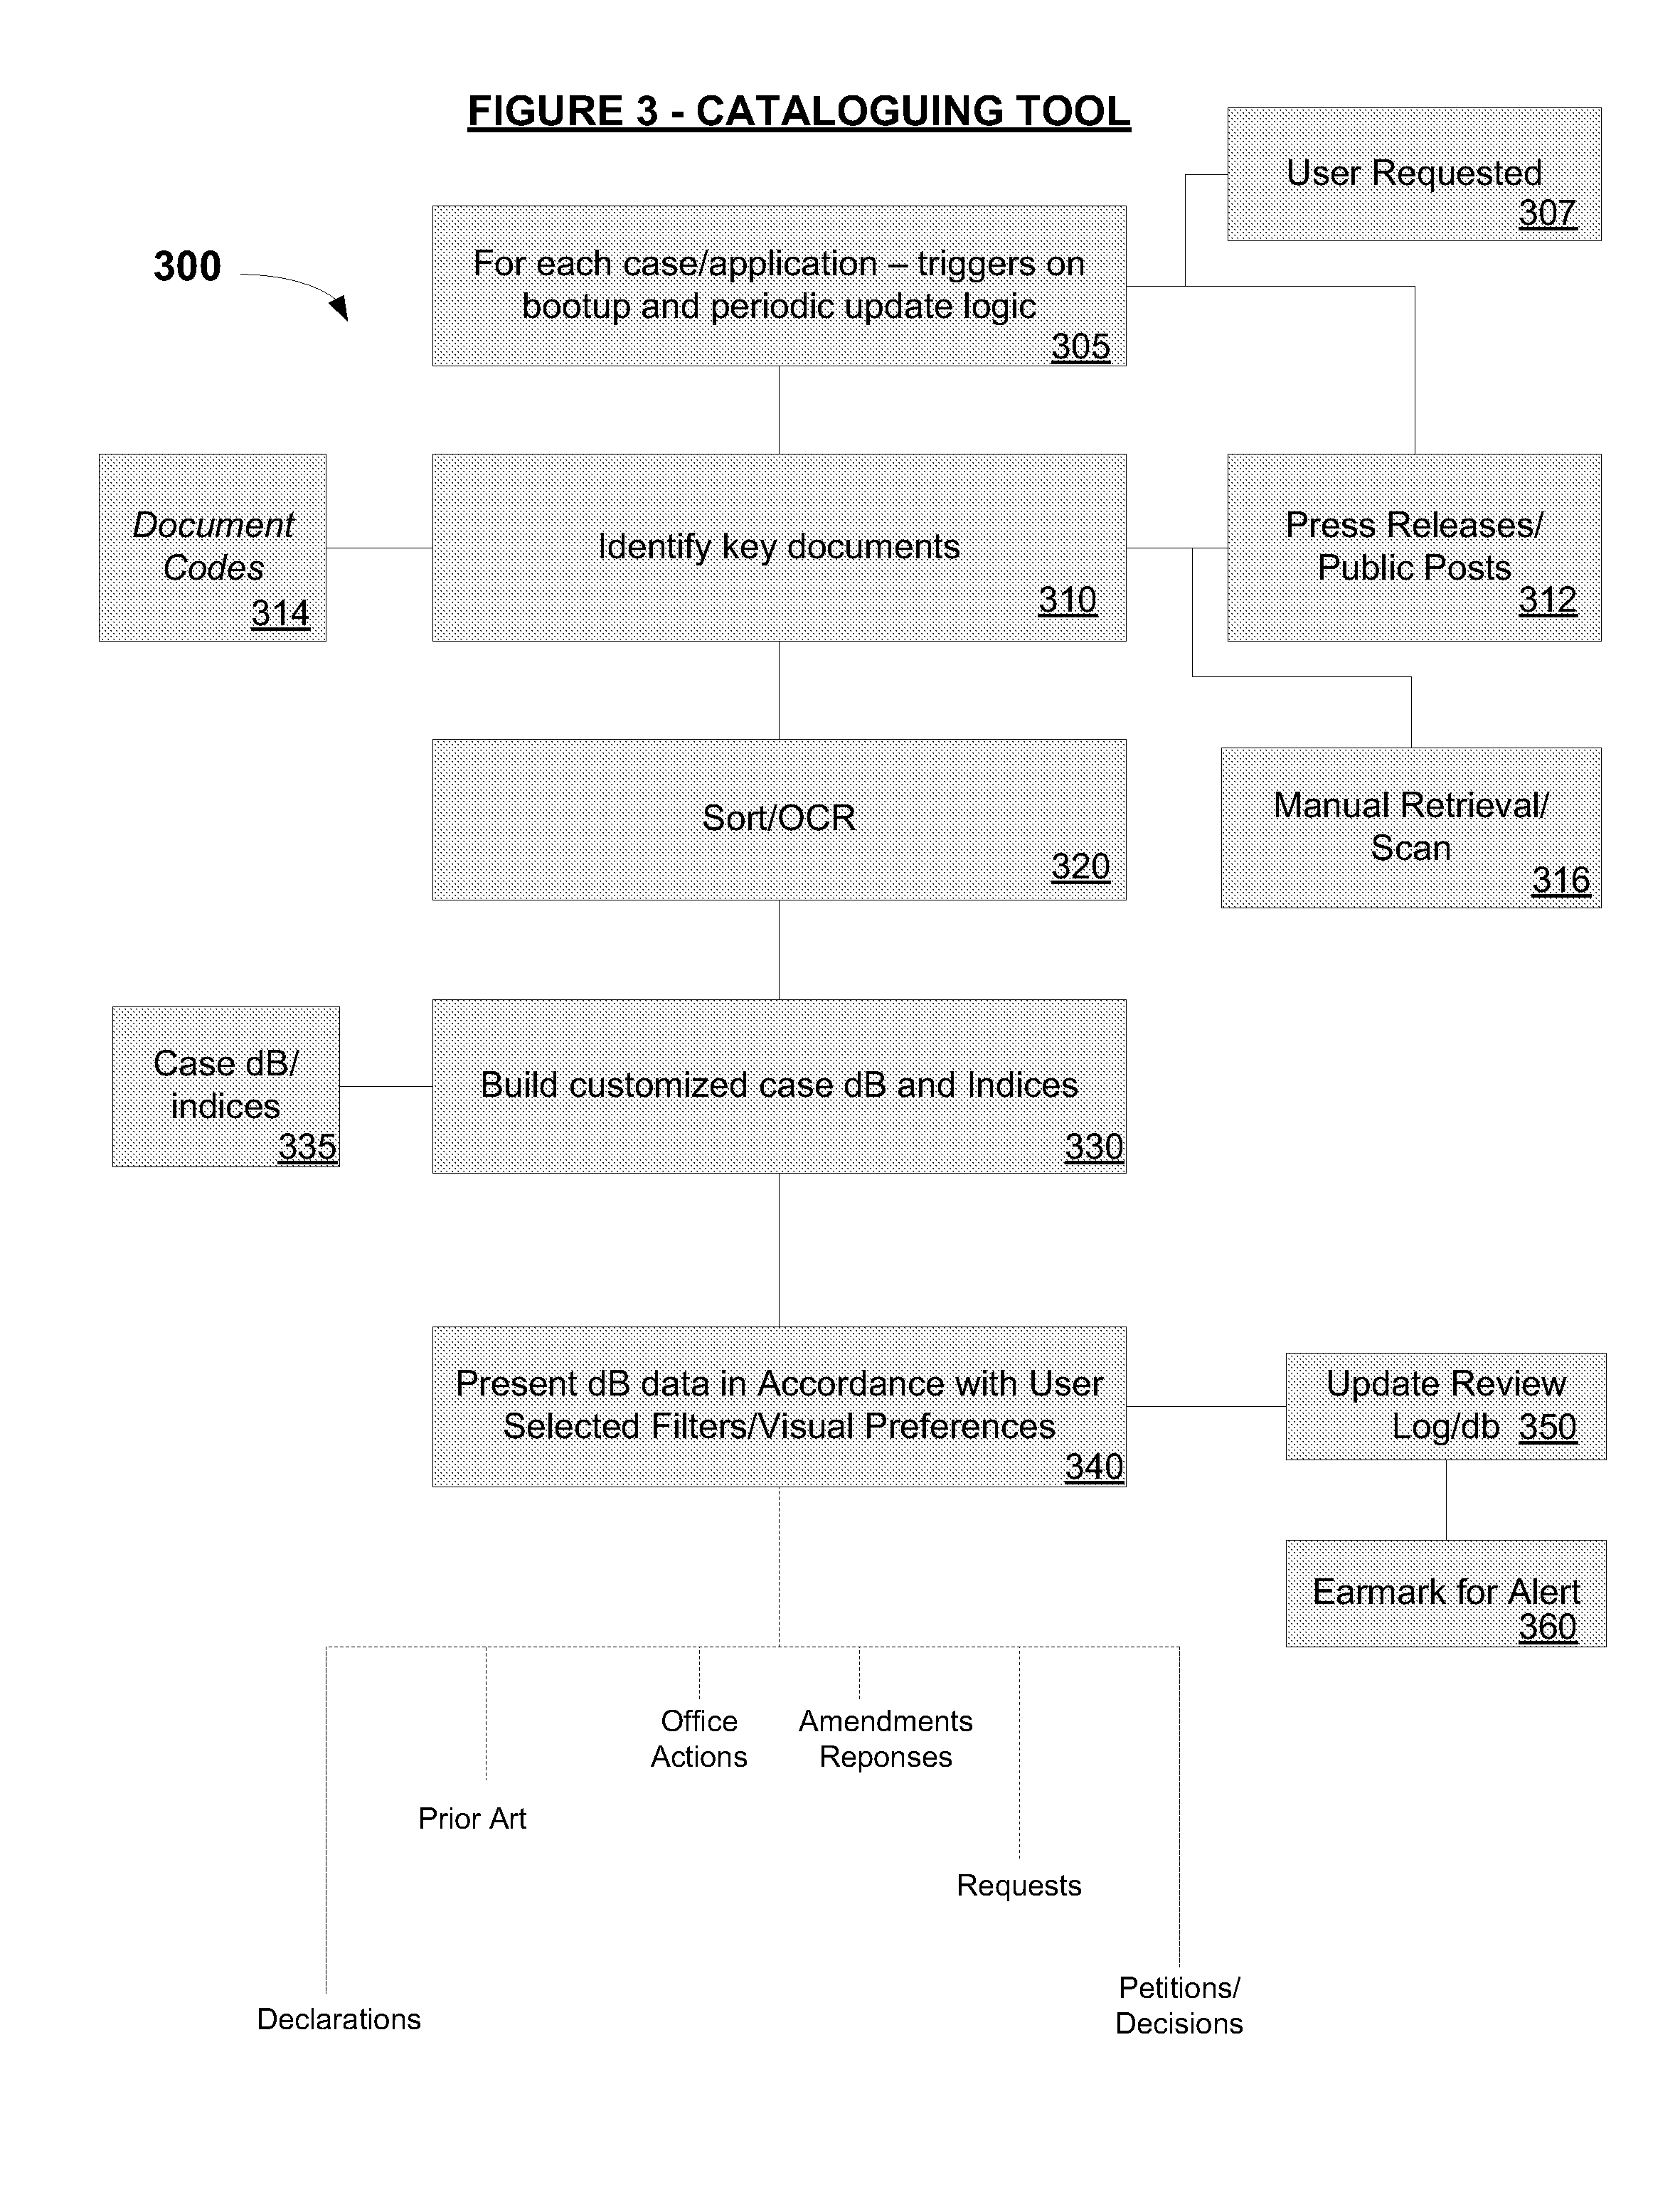 FIGURE 3 - CATALOGUING TOOL
User Requested
307
300
For each case/application – triggers on
bootup and periodic update logic
305
Document
Codes
314
Identify key documents
310
Press Releases/
Public Posts
312
Sort/OCR
320
Manual Retrieval/
Scan
316
Case dB/
indices
335
Build customized case dB and Indices
330
Present dB data in Accordance with User
Selected Filters/Visual Preferences
340
Update Review
Log/db 350
Earmark for Alert
360
Office
Actions
Amendments
Reponses
Prior Art
Requests
Declarations
Petitions/
Decisions